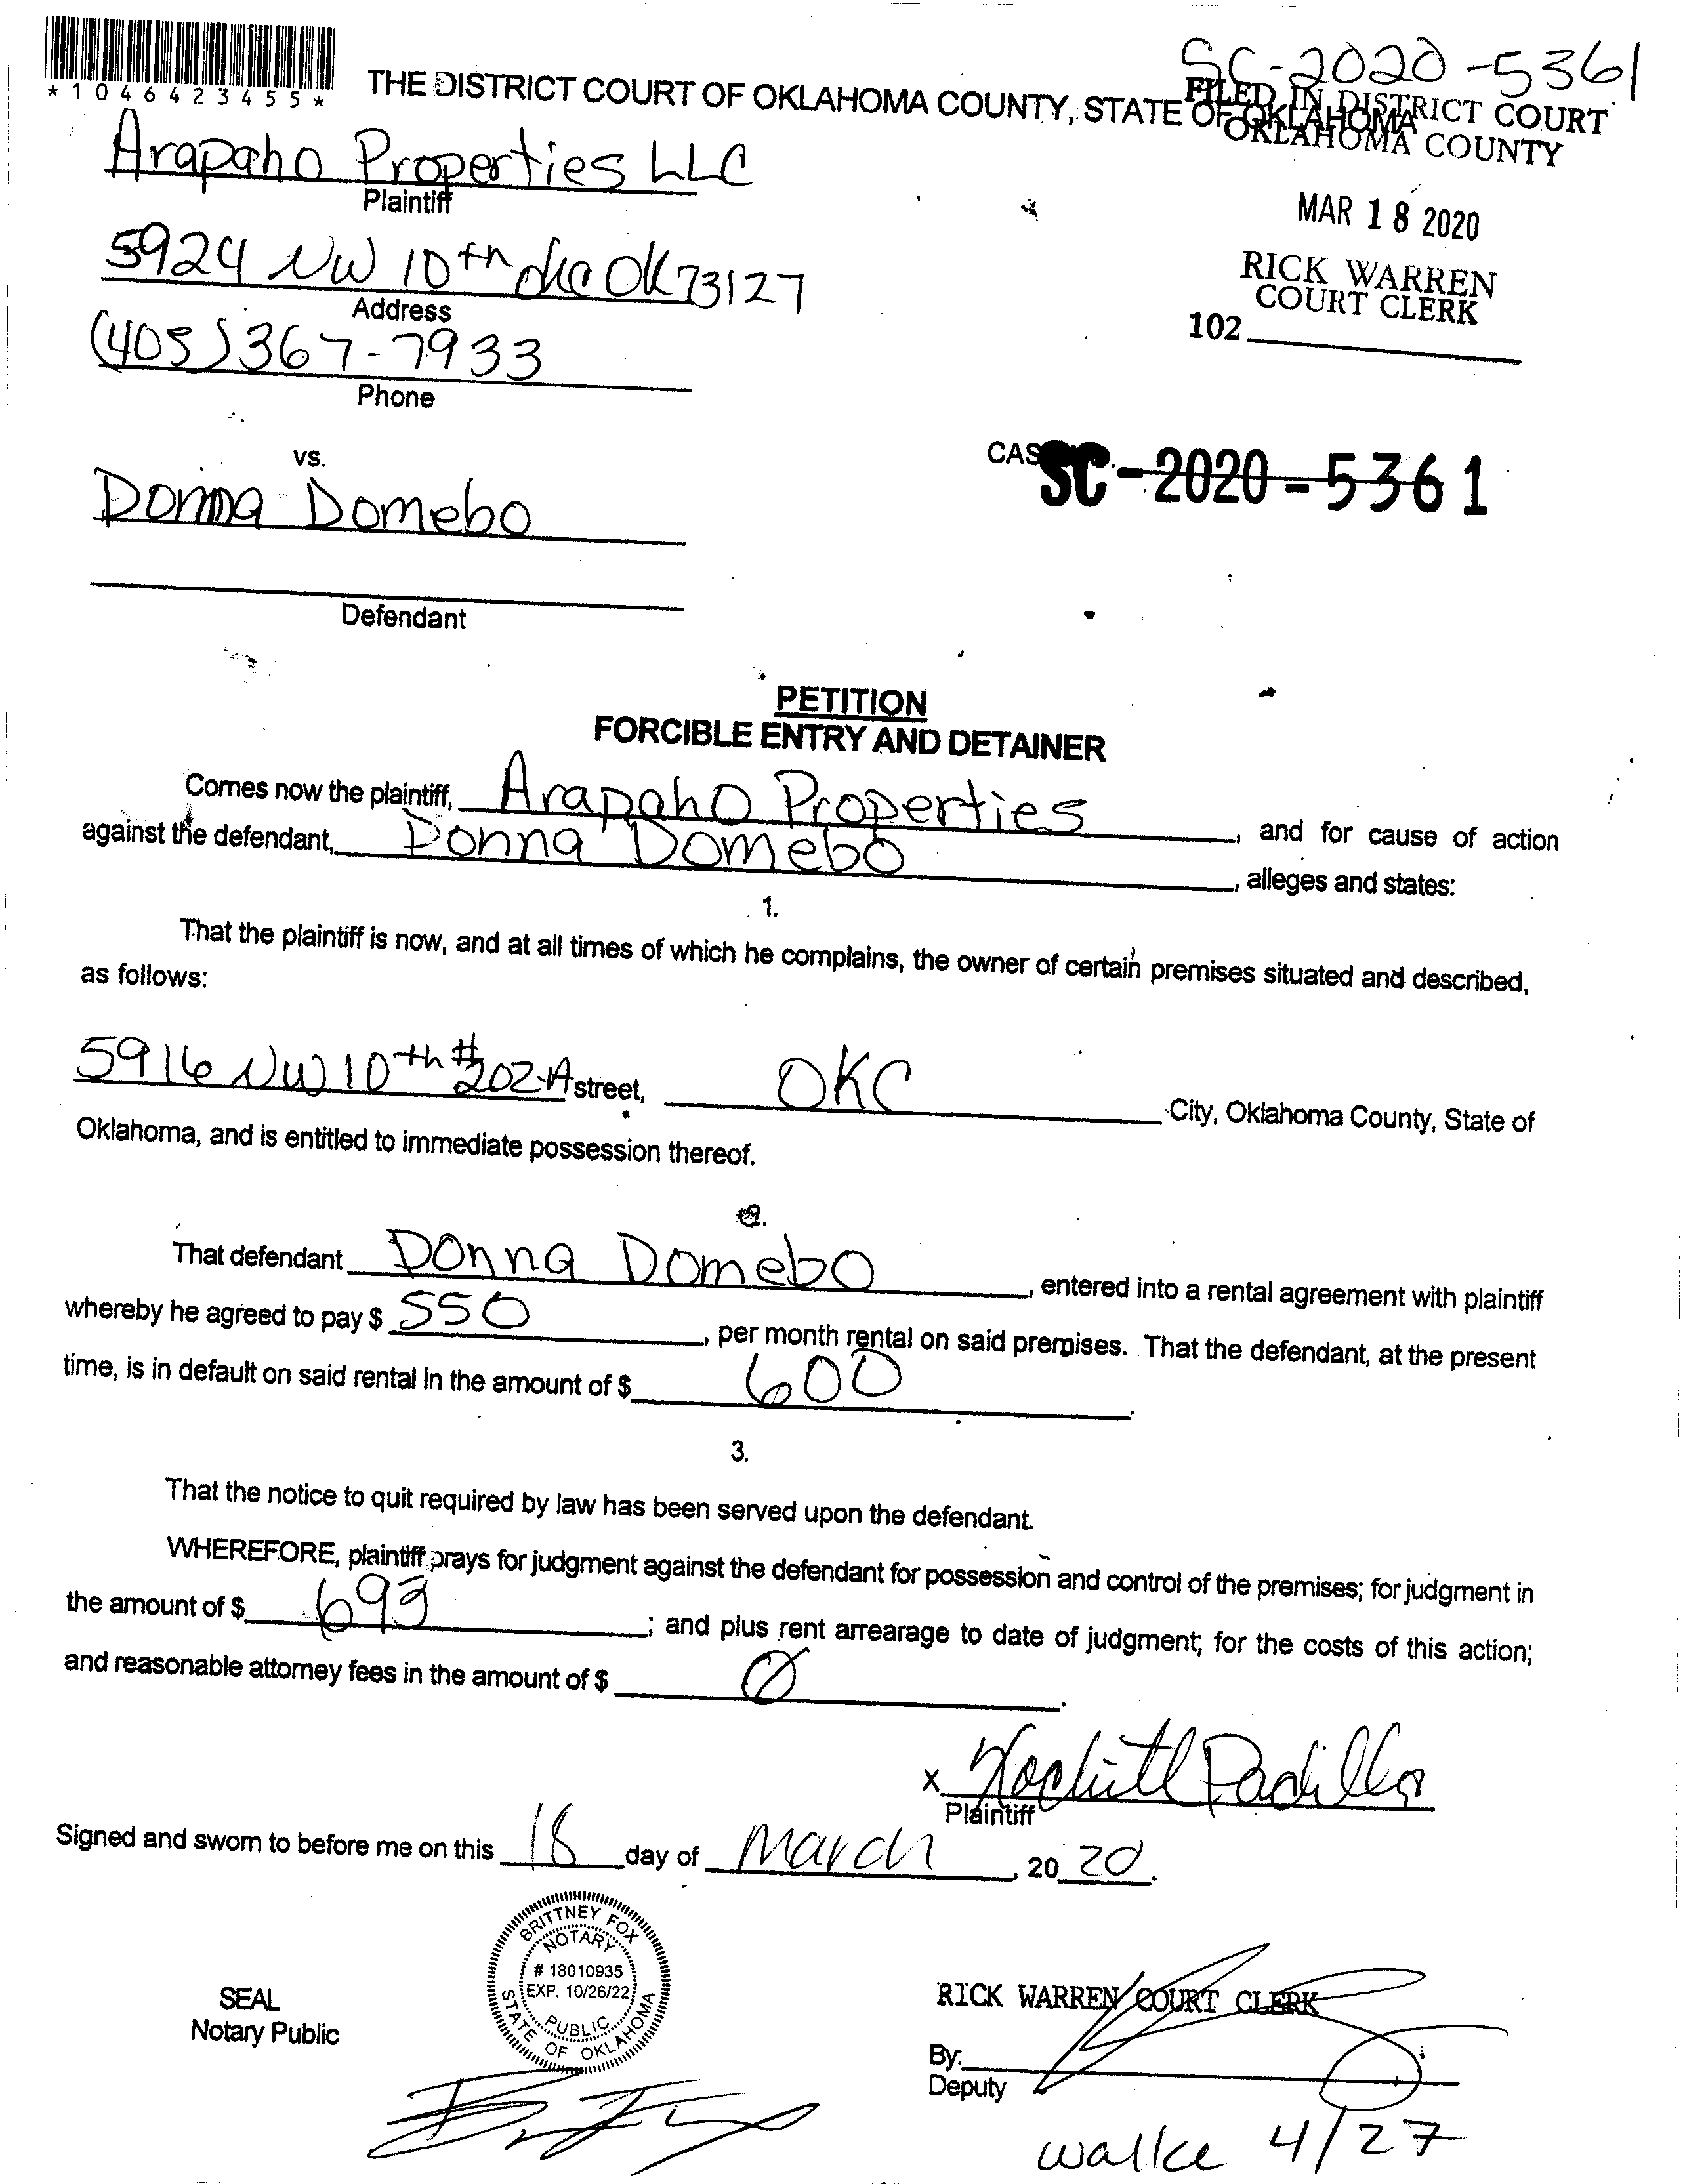 SC-2020-5361
*1046423455*
THE DISTRICT COURT OF OKLAHOMA COUNTY, STATE OF OKLAHOMA
FILED IN DISTRICT COURT
OKLAHOMA COUNTY
Arapaho Properties LLC
Plaintiff
MAR 18 2020
5924 NW 10th OKC OK 73127
Address
RICK WARREN
COURT CLERK
102
(405) 367-7933
Phone
vs.
CAS
SC-2020-5361
Donna Domebo
Defendant
PETITION
FORCIBLE ENTRY AND DETAINER
Comes now the plaintiff, Arapaho Properties
against the defendant, Donna Domebo, and for cause of action
, alleges and states:
1.
That the plaintiff is now, and at all times of which he complains, the owner of certain premises situated and described,
as follows:
5916 NW 10th #202A street, OKC City, Oklahoma County, State of
Oklahoma, and is entitled to immediate possession thereof.
2.
That defendant Donna Domebo, entered into a rental agreement with plaintiff
whereby he agreed to pay $ 550, per month rental on said premises. That the defendant, at the present
time, is in default on said rental in the amount of $ 600.
3.
That the notice to quit required by law has been served upon the defendant.
WHEREFORE, plaintiff prays for judgment against the defendant for possession and control of the premises; for judgment in
the amount of $ 693; and plus rent arrearage to date of judgment; for the costs of this action;
and reasonable attorney fees in the amount of $ Ø.
x Xochitl Padilla
Plaintiff
Signed and sworn to before me on this 18 day of March, 20 20.
BRITTNEY FOX
NOTARY
# 18010935
EXP. 10/26/22
PUBLIC
STATE OF OKLAHOMA
SEAL
Notary Public
RICK WARREN COURT CLERK
By:
Deputy
walke 4/27